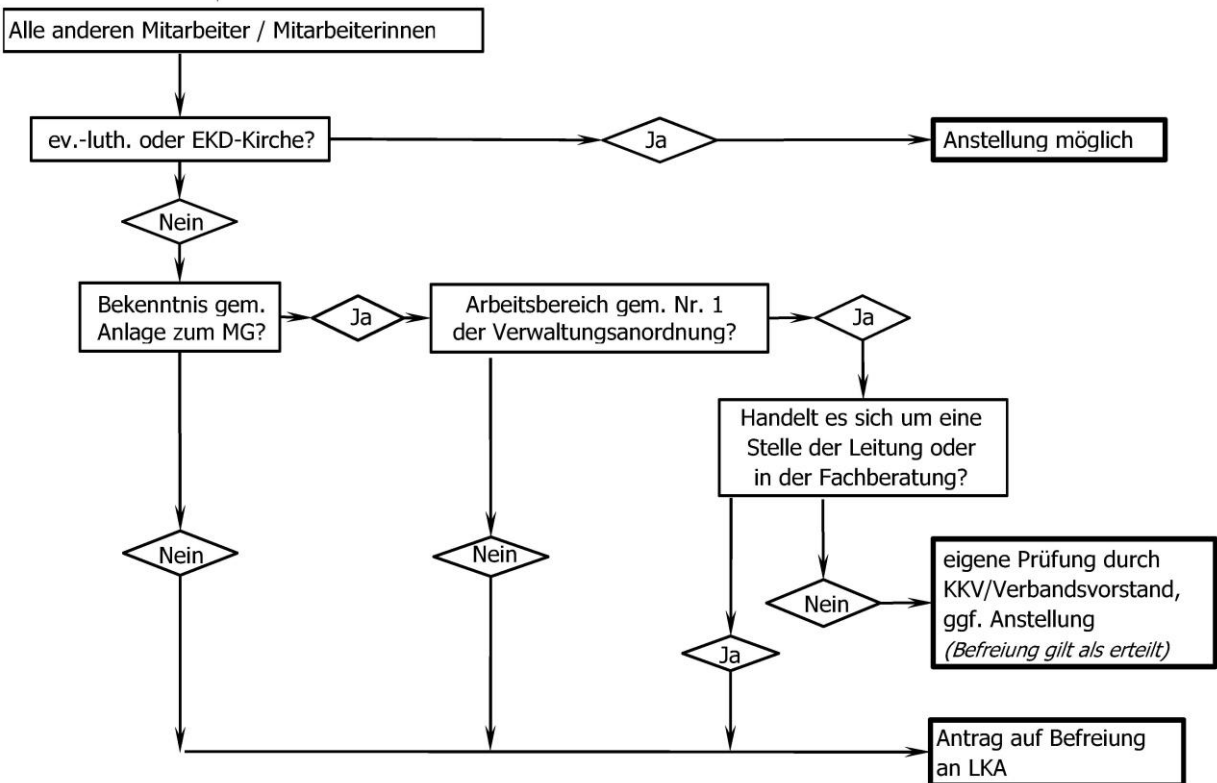 Alle anderen Mitarbeiter / Mitarbeiterinnen
ev.-luth. oder EKD-Kirche?
Ja
Anstellung möglich
Nein
Bekenntnis gem.
Anlage zum MG?
Ja
Arbeitsbereich gem. Nr. 1
der Verwaltungsanordnung?
Ja
Handelt es sich um eine
Stelle der Leitung oder
in der Fachberatung?
Nein
Nein
Nein
eigene Prüfung durch
KKV/Verbandsvorstand,
ggf. Anstellung
(Befreiung gilt als erteilt)
Ja
Antrag auf Befreiung
an LKA